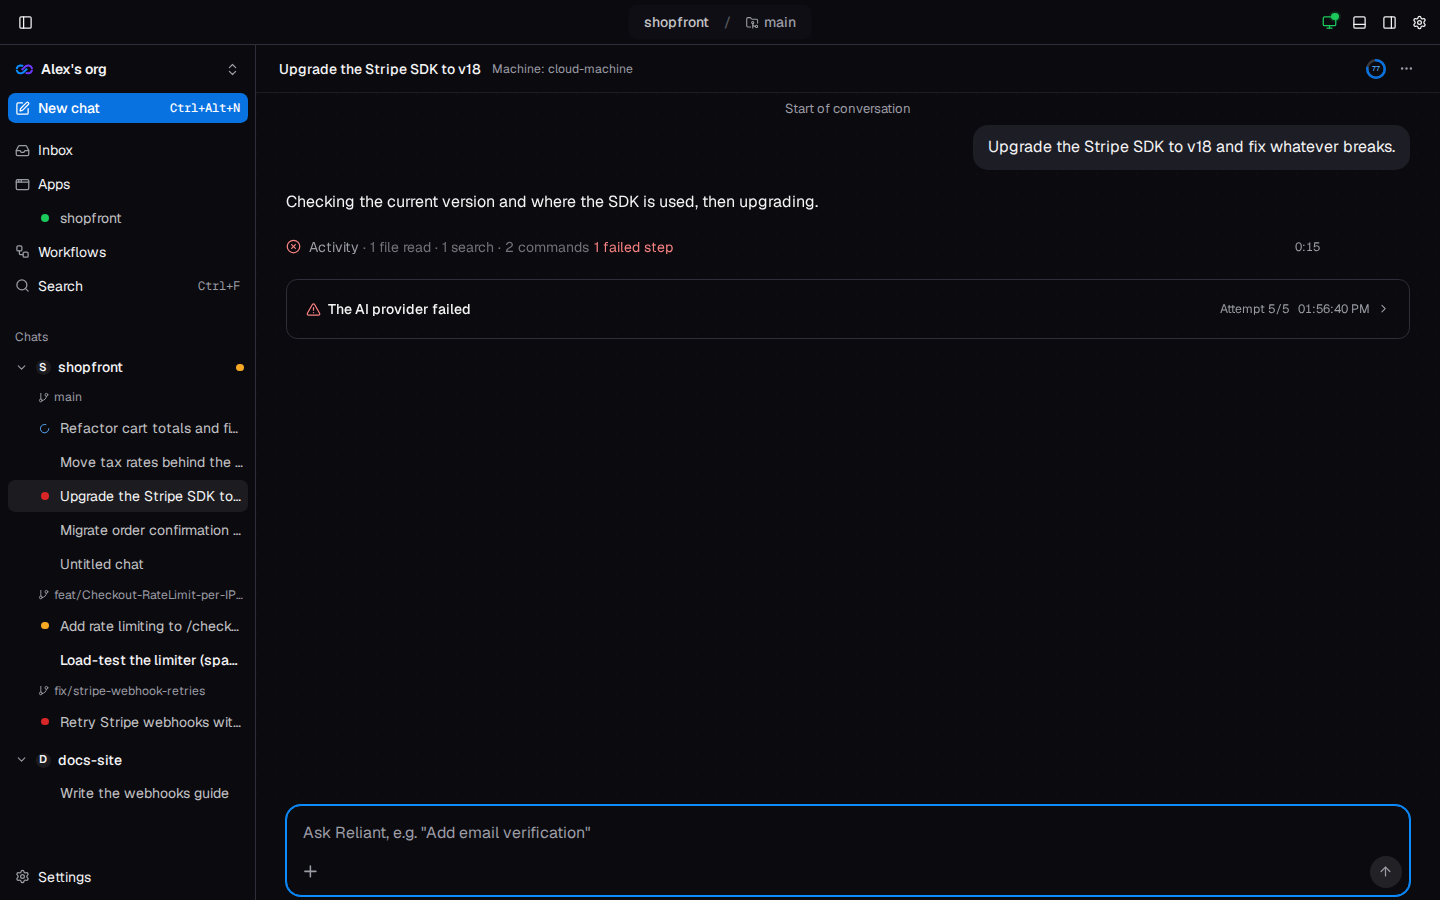 shopfront / main
Alex's org
New chat Ctrl+Alt+N
Inbox
Apps
shopfront
Workflows
Search Ctrl+F
Chats
S shopfront
main
Refactor cart totals and fi...
Move tax rates behind the ...
Upgrade the Stripe SDK to...
Migrate order confirmation ...
Untitled chat
feat/Checkout-RateLimit-per-IP...
Add rate limiting to /check...
Load-test the limiter (spa...
fix/stripe-webhook-retries
Retry Stripe webhooks wit...
D docs-site
Write the webhooks guide
Settings
Upgrade the Stripe SDK to v18 Machine: cloud-machine 77
Start of conversation
Upgrade the Stripe SDK to v18 and fix whatever breaks.
Checking the current version and where the SDK is used, then upgrading.
Activity · 1 file read · 1 search · 2 commands 1 failed step 0:15
The AI provider failed Attempt 5/5 01:56:40 PM
Ask Reliant, e.g. "Add email verification"